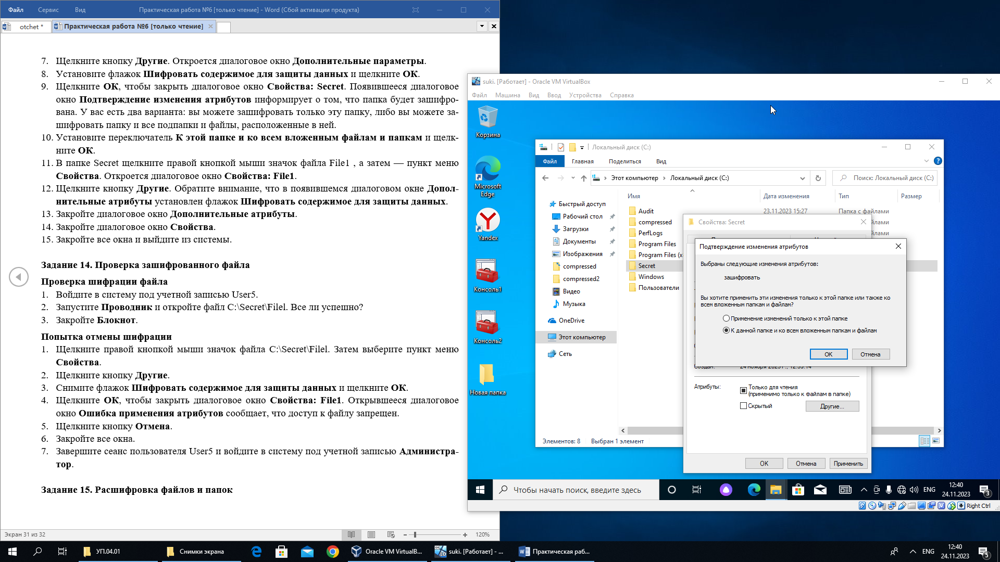 Файл Сервис Вид Практическая работа №6 [только чтение] - Word (Сбой активации продукта)
otchet * Практическая работа №6 [только чтение]
7. Щелкните кнопку Другие. Откроется диалоговое окно Дополнительные параметры.
8. Установите флажок Шифровать содержимое для защиты данных и щелкните ОК.
9. Щелкните ОК, чтобы закрыть диалоговое окно Свойства: Secret. Появившееся диалоговое
окно Подтверждение изменения атрибутов информирует о том, что папка будет зашифро-
вана. У вас есть два варианта: вы можете зашифровать только эту папку, либо вы можете за-
шифровать папку и все подпапки и файлы, расположенные в ней.
10. Установите переключатель К этой папке и ко всем вложенным файлам и папкам и щелк-
ните ОК.
11. В папке Secret щелкните правой кнопкой мыши значок файла File1 , а затем — пункт меню
Свойства. Откроется диалоговое окно Свойства: File1.
12. Щелкните кнопку Другие. Обратите внимание, что в появившемся диалоговом окне Допол-
нительные атрибуты установлен флажок Шифровать содержимое для защиты данных.
13. Закройте диалоговое окно Дополнительные атрибуты.
14. Закройте диалоговое окно Свойства.
15. Закройте все окна и выйдите из системы.
Задание 14. Проверка зашифрованного файла
Проверка шифрации файла
1. Войдите в систему под учетной записью User5.
2. Запустите Проводник и откройте файл C:\Secret\Filel. Все ли успешно?
3. Закройте Блокнот.
Попытка отмены шифрации
1. Щелкните правой кнопкой мыши значок файла C:\Secret\Filel. Затем выберите пункт меню
Свойства.
2. Щелкните кнопку Другие.
3. Снимите флажок Шифровать содержимое для защиты данных и щелкните ОК.
4. Щелкните ОК, чтобы закрыть диалоговое окно Свойства: File1. Открывшееся диалоговое
окно Ошибка применения атрибутов сообщает, что доступ к файлу запрещен.
5. Щелкните кнопку Отмена.
6. Закройте все окна.
7. Завершите сеанс пользователя User5 и войдите в систему под учетной записью Администра-
тор.
Задание 15. Расшифровка файлов и папок
Экран 31 из 32
120%
suki. [Работает] - Oracle VM VirtualBox
Файл Машина Вид Ввод Устройства Справка
Корзина
Microsoft
Edge
Yandex
Консоль1
Консоль2
Новая папка
Локальный диск (C:)
Файл Главная Поделиться Вид
Этот компьютер Локальный диск (C:)
Поиск: Локальный диск (C:)
Быстрый доступ
Рабочий стол
Загрузки
Документы
Изображения
compressed
compressed2
Видео
Музыка
OneDrive
Этот компьютер
Сеть
Имя Дата изменения Тип Размер
Audit 23.11.2023 15:27 Папка с файлами
compressed
PerfLogs
Program Files
Program Files (x
Secret
Windows
Пользователи
Элементов: 8 Выбран 1 элемент
Свойства: Secret
Подтверждение изменения атрибутов
Выбраны следующие изменения атрибутов:
зашифровать
Вы хотите применить эти изменения только к этой папке или также ко
всем вложенным папкам и файлам?
Применение изменений только к этой папке
К данной папке и ко всем вложенным папкам и файлам
ОК Отмена
Атрибуты: Только для чтения
(применимо только к файлам в папке)
Скрытый Другие...
ОК Отмена Применить
Чтобы начать поиск, введите здесь
ENG 12:40
24.11.2023
3
Right Ctrl
УП.04.01 Снимки экрана Oracle VM VirtualB... suki. [Работает] - ... Практическая раб...
ENG 12:40
24.11.2023
5